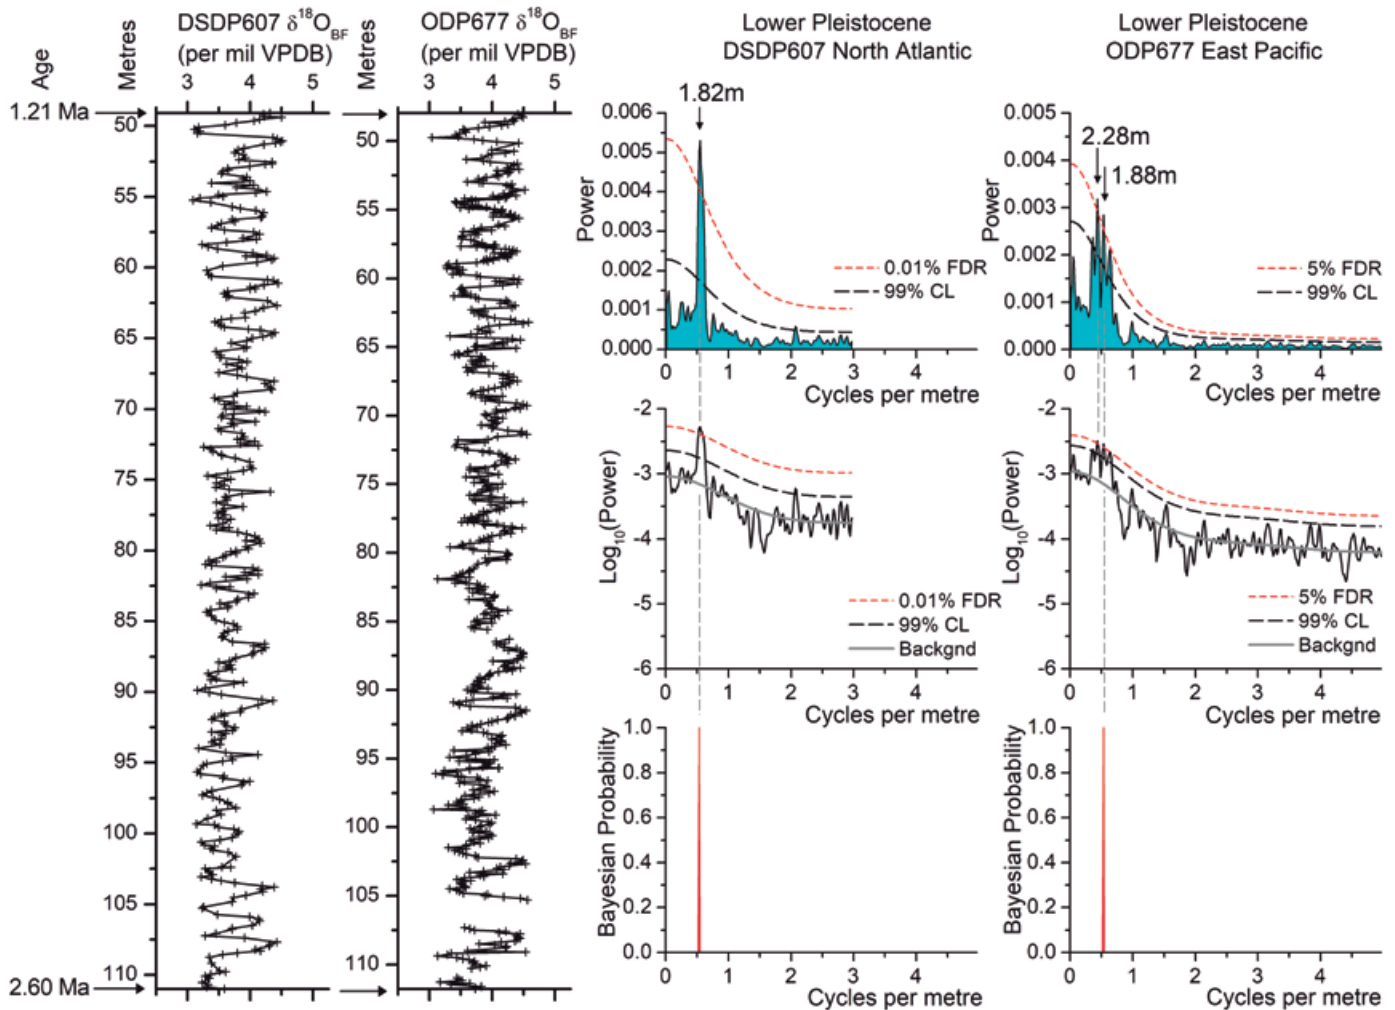 DSDP607 δ18OBF
(per mil VPDB)
ODP677 δ18OBF
(per mil VPDB)
Age
Metres
3 4 5
Metres
3 4 5
1.21 Ma
2.60 Ma
50
55
60
65
70
75
80
85
90
95
100
105
110
50
55
60
65
70
75
80
85
90
95
100
105
110
Lower Pleistocene
DSDP607 North Atlantic
1.82m
0.006
0.005
0.004
0.003
0.002
0.001
0.000
Power
0.01% FDR
99% CL
0 1 2 3 4
Cycles per metre
-2
-3
-4
-5
-6
Log10(Power)
0.01% FDR
99% CL
Backgnd
0 1 2 3 4
Cycles per metre
1.0
0.8
0.6
0.4
0.2
0.0
Bayesian Probability
0 1 2 3 4
Cycles per metre
Lower Pleistocene
ODP677 East Pacific
2.28m
1.88m
0.005
0.004
0.003
0.002
0.001
0.000
Power
5% FDR
99% CL
0 1 2 3 4
Cycles per metre
-2
-3
-4
-5
-6
Log10(Power)
5% FDR
99% CL
Backgnd
0 1 2 3 4
Cycles per metre
1.0
0.8
0.6
0.4
0.2
0.0
Bayesian Probability
0 1 2 3 4
Cycles per metre